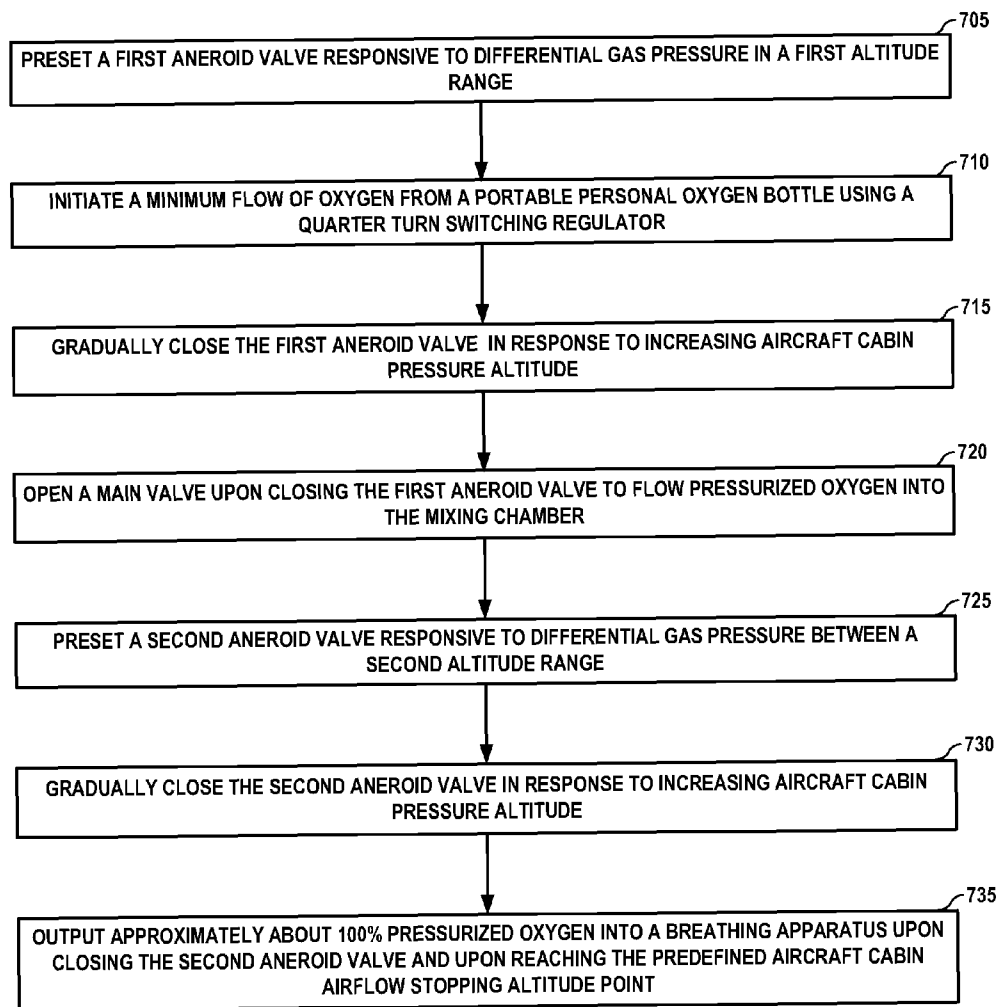 705
PRESET A FIRST ANEROID VALVE RESPONSIVE TO DIFFERENTIAL GAS PRESSURE IN A FIRST ALTITUDE
RANGE
710
INITIATE A MINIMUM FLOW OF OXYGEN FROM A PORTABLE PERSONAL OXYGEN BOTTLE USING A
QUARTER TURN SWITCHING REGULATOR
715
GRADUALLY CLOSE THE FIRST ANEROID VALVE IN RESPONSE TO INCREASING AIRCRAFT CABIN
PRESSURE ALTITUDE
720
OPEN A MAIN VALVE UPON CLOSING THE FIRST ANEROID VALVE TO FLOW PRESSURIZED OXYGEN INTO
THE MIXING CHAMBER
725
PRESET A SECOND ANEROID VALVE RESPONSIVE TO DIFFERENTIAL GAS PRESSURE BETWEEN A
SECOND ALTITUDE RANGE
730
GRADUALLY CLOSE THE SECOND ANEROID VALVE IN RESPONSE TO INCREASING AIRCRAFT CABIN
PRESSURE ALTITUDE
735
OUTPUT APPROXIMATELY ABOUT 100% PRESSURIZED OXYGEN INTO A BREATHING APPARATUS UPON
CLOSING THE SECOND ANEROID VALVE AND UPON REACHING THE PREDEFINED AIRCRAFT CABIN
AIRFLOW STOPPING ALTITUDE POINT